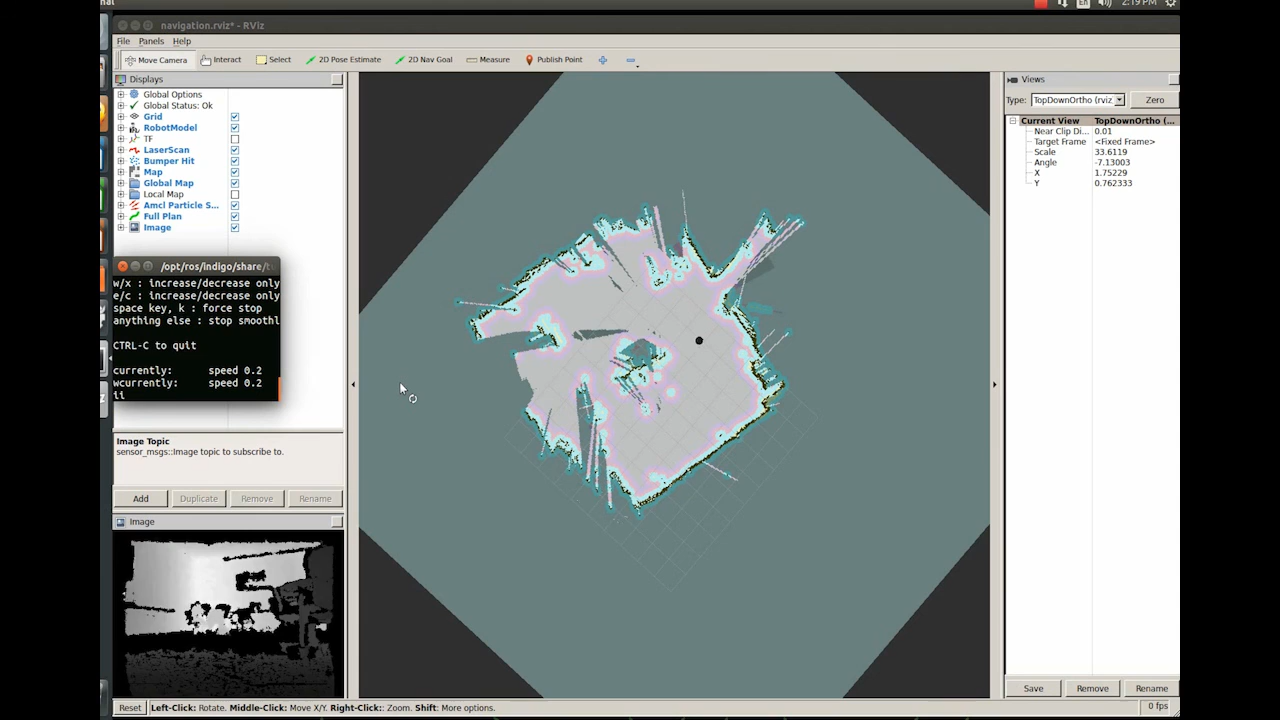 nal
En
2:19 PM
navigation.rviz* - RViz
File Panels Help
Move Camera Interact Select 2D Pose Estimate 2D Nav Goal Measure Publish Point
Displays
Global Options
Global Status: Ok
Grid
RobotModel
TF
LaserScan
Bumper Hit
Map
Global Map
Local Map
Amcl Particle S...
Full Plan
Image
/opt/ros/indigo/share/t
w/x : increase/decrease only
e/c : increase/decrease only
space key, k : force stop
anything else : stop smoothl
CTRL-C to quit
currently: speed 0.2
wcurrently: speed 0.2
ii
Image Topic
sensor_msgs::Image topic to subscribe to.
Add Duplicate Remove Rename
Image
Reset Left-Click: Rotate. Middle-Click: Move X/Y. Right-Click:: Zoom. Shift: More options.
0 fps
Views
Type: TopDownOrtho (rviz Zero
Current View TopDownOrtho (...
Near Clip Di... 0.01
Target Frame <Fixed Frame>
Scale 33.6119
Angle -7.13003
X 1.75229
Y 0.762333
Save Remove Rename